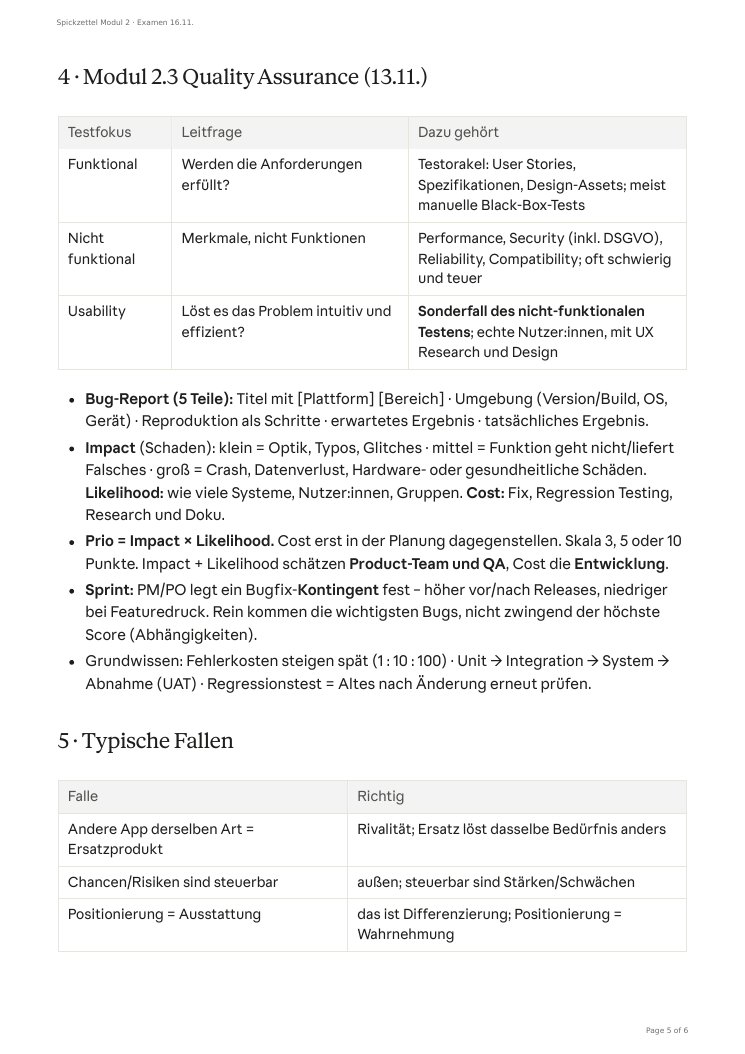 Spickzettel Modul 2 · Examen 16.11.
4 · Modul 2.3 Quality Assurance (13.11.)
Testfokus Leitfrage Dazu gehört
Funktional Werden die Anforderungen Testorakel: User Stories,
erfüllt? Spezifikationen, Design-Assets; meist
manuelle Black-Box-Tests
Nicht Merkmale, nicht Funktionen Performance, Security (inkl. DSGVO),
funktional Reliability, Compatibility; oft schwierig
und teuer
Usability Löst es das Problem intuitiv und Sonderfall des nicht-funktionalen
effizient? Testens; echte Nutzer:innen, mit UX
Research und Design
• Bug-Report (5 Teile): Titel mit [Plattform] [Bereich] · Umgebung (Version/Build, OS,
Gerät) · Reproduktion als Schritte · erwartetes Ergebnis · tatsächliches Ergebnis.
• Impact (Schaden): klein = Optik, Typos, Glitches · mittel = Funktion geht nicht/liefert
Falsches · groß = Crash, Datenverlust, Hardware- oder gesundheitliche Schäden.
Likelihood: wie viele Systeme, Nutzer:innen, Gruppen. Cost: Fix, Regression Testing,
Research und Doku.
• Prio = Impact × Likelihood. Cost erst in der Planung dagegenstellen. Skala 3, 5 oder 10
Punkte. Impact + Likelihood schätzen Product-Team und QA, Cost die Entwicklung.
• Sprint: PM/PO legt ein Bugfix-Kontingent fest – höher vor/nach Releases, niedriger
bei Featuredruck. Rein kommen die wichtigsten Bugs, nicht zwingend der höchste
Score (Abhängigkeiten).
• Grundwissen: Fehlerkosten steigen spät (1 : 10 : 100) · Unit → Integration → System →
Abnahme (UAT) · Regressionstest = Altes nach Änderung erneut prüfen.
5 · Typische Fallen
Falle Richtig
Andere App derselben Art = Rivalität; Ersatz löst dasselbe Bedürfnis anders
Ersatzprodukt
Chancen/Risiken sind steuerbar außen; steuerbar sind Stärken/Schwächen
Positionierung = Ausstattung das ist Differenzierung; Positionierung =
Wahrnehmung
Page 5 of 6